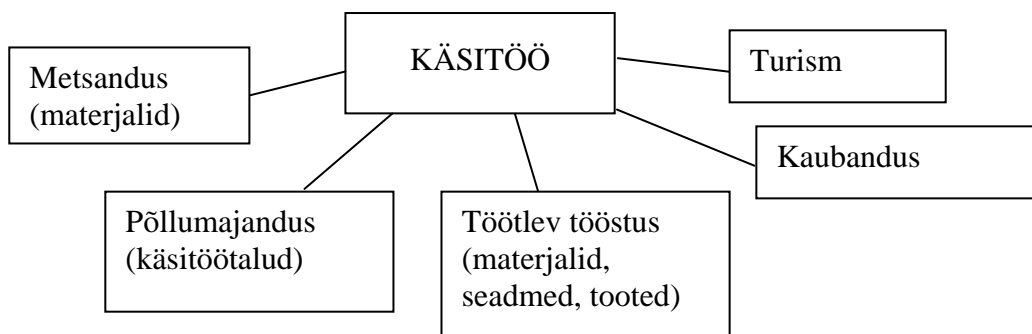 KÄSITÖÖ
Metsandus
(materjalid)
Turism
Kaubandus
Põllumajandus
(käsitöötalud)
Töötlev tööstus
(materjalid,
seadmed, tooted)